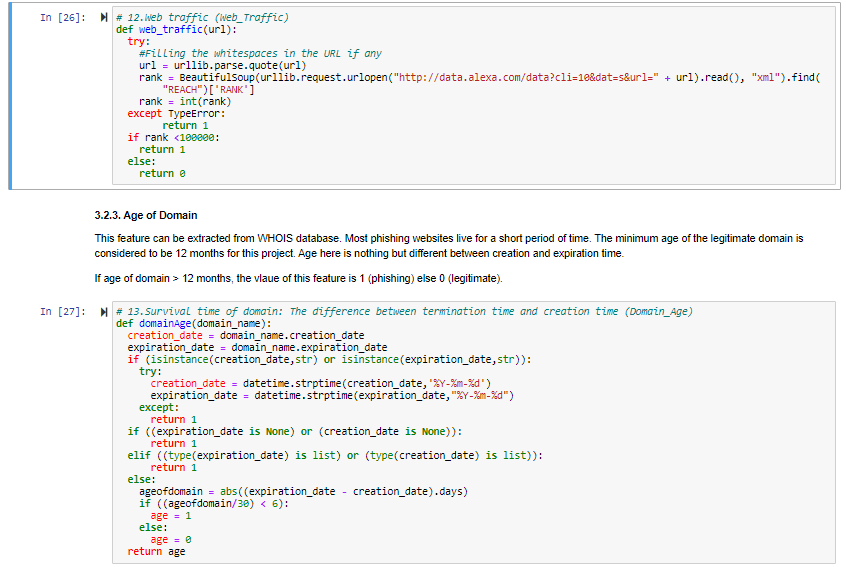 In [26]:
# 12.Web traffic (Web_Traffic)
def web_traffic(url):
  try:
    #Filling the whitespaces in the URL if any
    url = urllib.parse.quote(url)
    rank = BeautifulSoup(urllib.request.urlopen("http://data.alexa.com/data?cli=10&dat=s&url=" + url).read(), "xml").find(
        "REACH")['RANK']
    rank = int(rank)
  except TypeError:
        return 1
  if rank <100000:
    return 1
  else:
    return 0
3.2.3. Age of Domain
This feature can be extracted from WHOIS database. Most phishing websites live for a short period of time. The minimum age of the legitimate domain is
considered to be 12 months for this project. Age here is nothing but different between creation and expiration time.
If age of domain > 12 months, the vlaue of this feature is 1 (phishing) else 0 (legitimate).
In [27]:
# 13.Survival time of domain: The difference between termination time and creation time (Domain_Age)
def domainAge(domain_name):
  creation_date = domain_name.creation_date
  expiration_date = domain_name.expiration_date
  if (isinstance(creation_date,str) or isinstance(expiration_date,str)):
    try:
      creation_date = datetime.strptime(creation_date,'%Y-%m-%d')
      expiration_date = datetime.strptime(expiration_date,"%Y-%m-%d")
    except:
      return 1
  if ((expiration_date is None) or (creation_date is None)):
      return 1
  elif ((type(expiration_date) is list) or (type(creation_date) is list)):
      return 1
  else:
    ageofdomain = abs((expiration_date - creation_date).days)
    if ((ageofdomain/30) < 6):
      age = 1
    else:
      age = 0
  return age